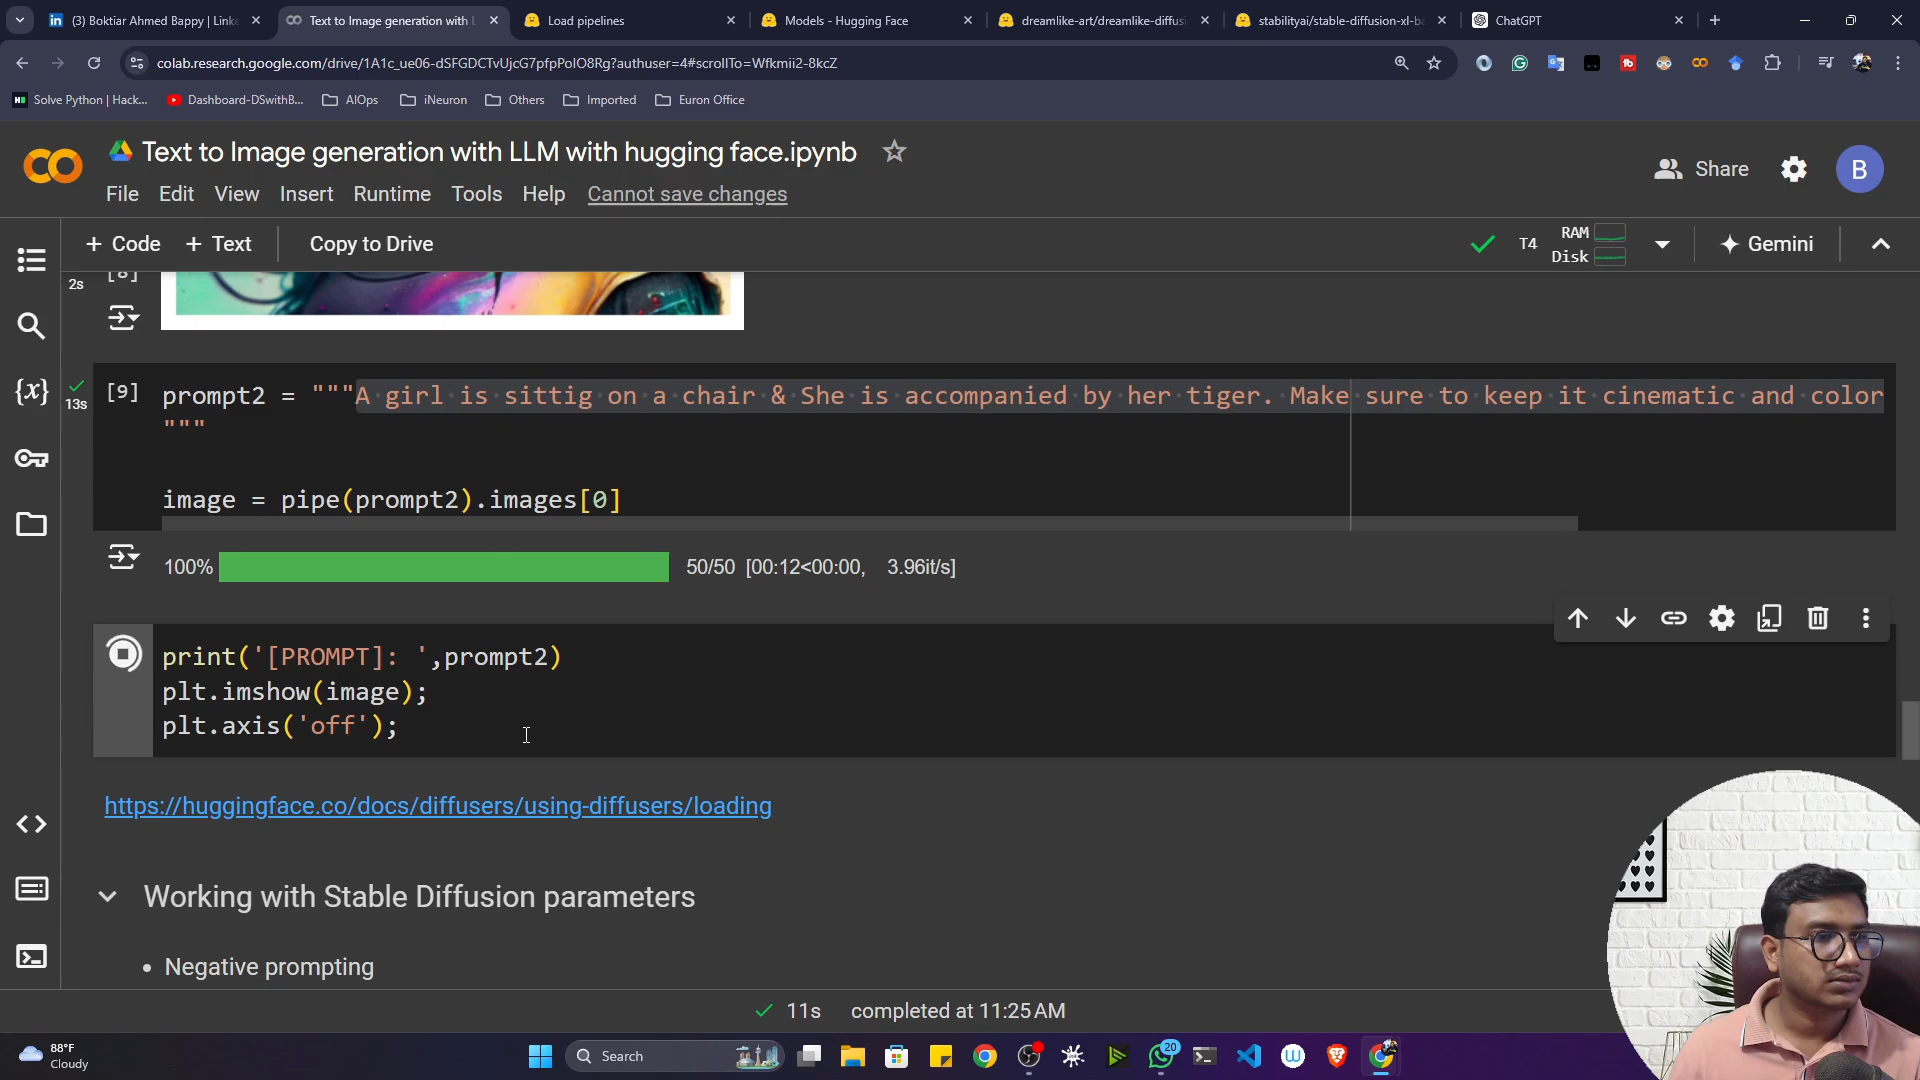 (3) Boktiar Ahmed Bappy | Linke
Text to Image generation with L
Load pipelines
Models - Hugging Face
dreamlike-art/dreamlike-diffusi
stabilityai/stable-diffusion-xl-ba
ChatGPT
colab.research.google.com/drive/1A1c_ue06-dSFGDCTvUjcG7pfpPoIO8Rg?authuser=4#scrollTo=Wfkmii2-8kcZ
Solve Python | Hack...
Dashboard-DSwithB...
AIOps
iNeuron
Others
Imported
Euron Office
Text to Image generation with LLM with hugging face.ipynb
Share
B
File Edit View Insert Runtime Tools Help Cannot save changes
+ Code + Text Copy to Drive
T4
RAM
Disk
Gemini
2s
[8]
13s
[9]
prompt2 = """A girl is sittig on a chair & She is accompanied by her tiger. Make sure to keep it cinematic and color
"""
image = pipe(prompt2).images[0]
100% 50/50 [00:12<00:00, 3.96it/s]
print('[PROMPT]: ',prompt2)
plt.imshow(image);
plt.axis('off');
https://huggingface.co/docs/diffusers/using-diffusers/loading
Working with Stable Diffusion parameters
• Negative prompting
11s completed at 11:25 AM
88°F
Cloudy
Search
20